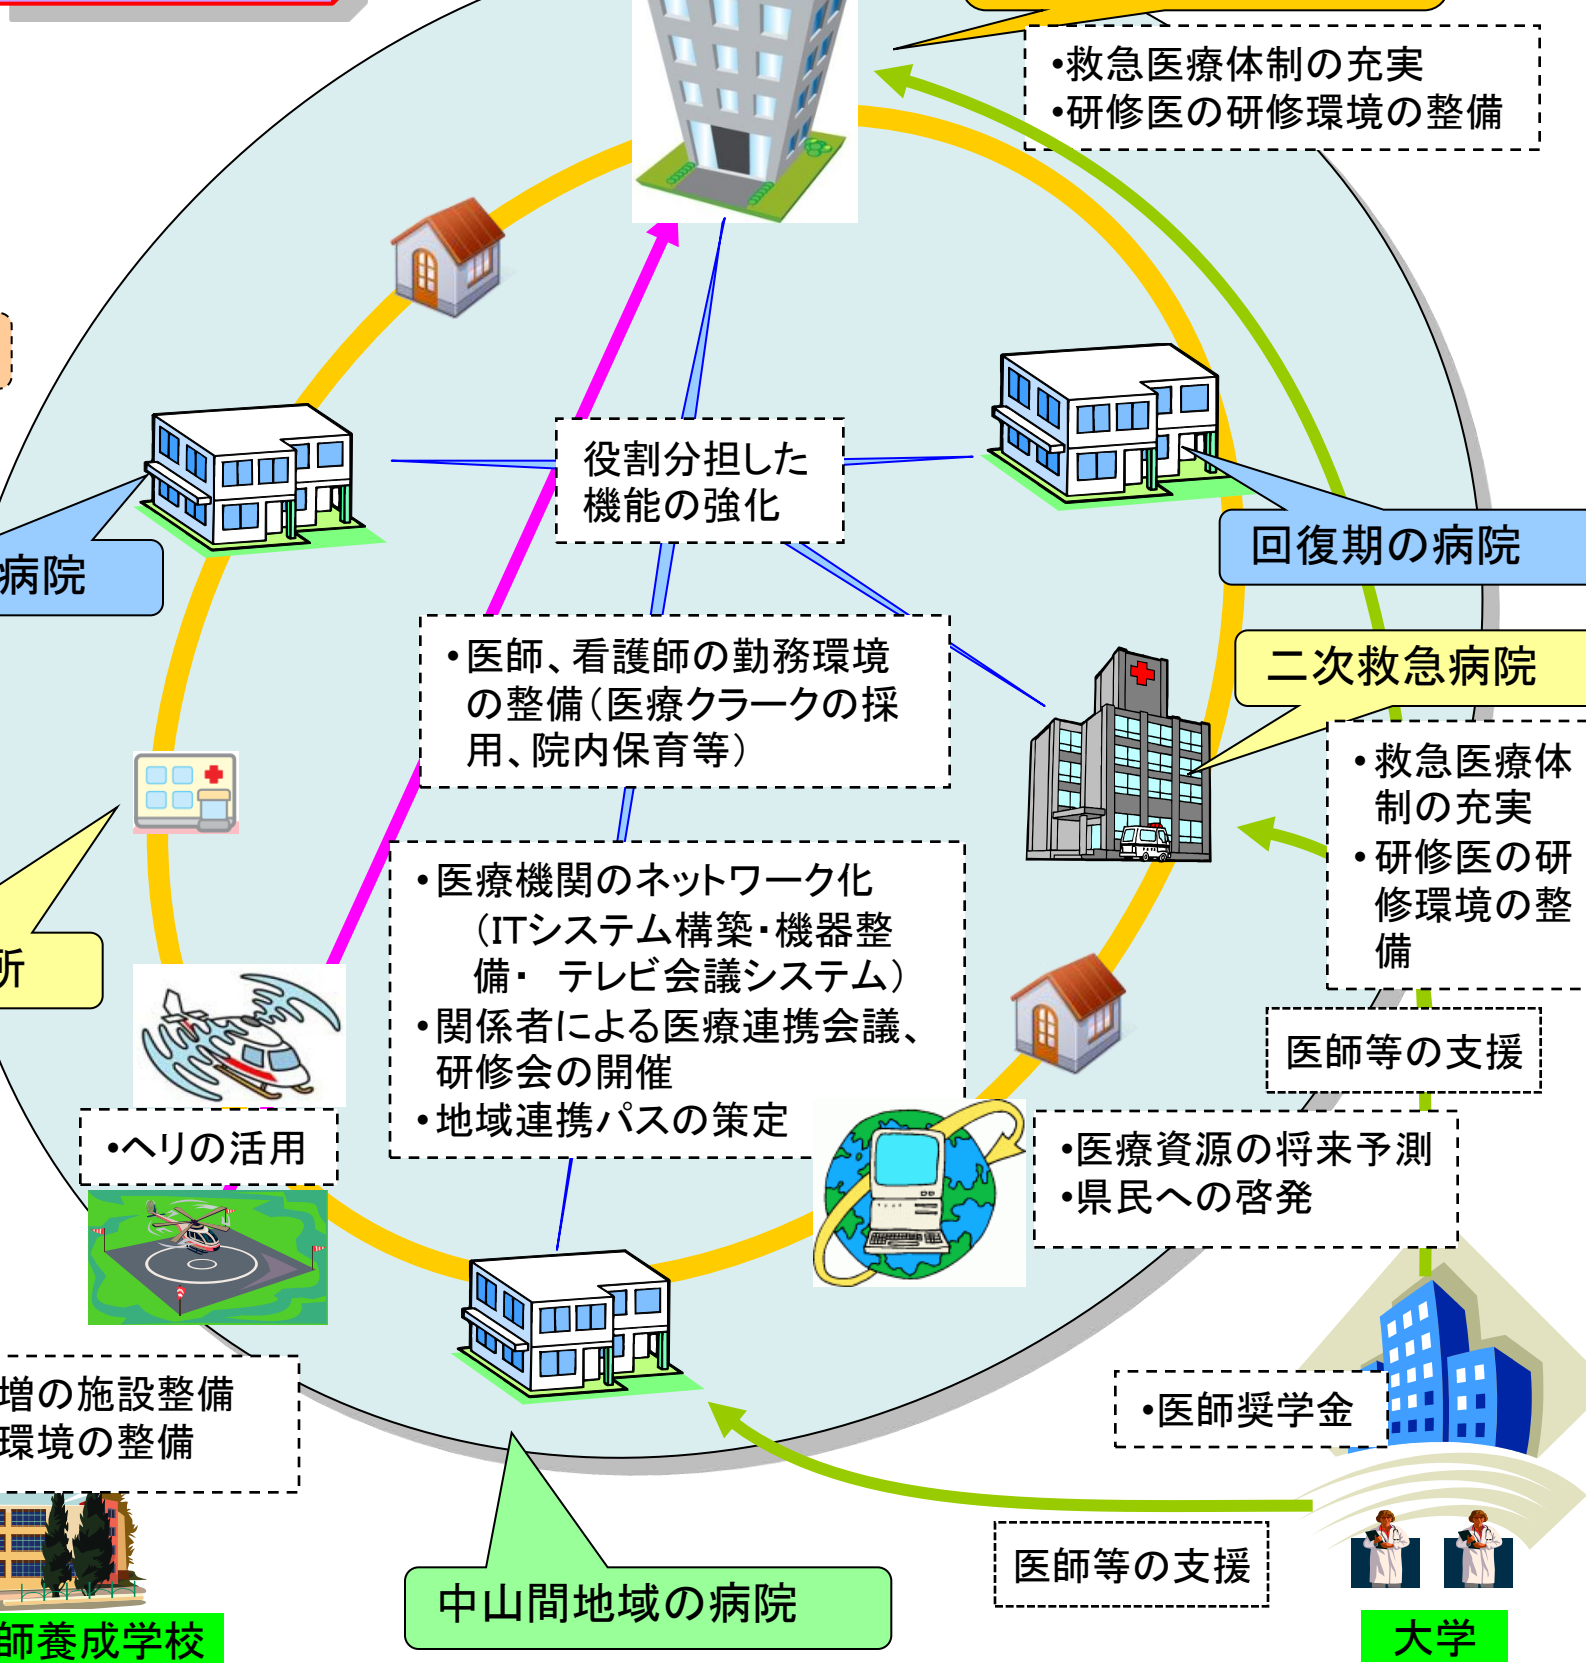 •救急医療体制の充実
•研修医の研修環境の整備
役割分担した
機能の強化
病院
回復期の病院
•医師、看護師の勤務環境
の整備（医療クラークの採
用、院内保育等）
二次救急病院
•救急医療体
制の充実
•研修医の研
修環境の整
備
•医療機関のネットワーク化
（ITシステム構築・機器整
備・　テレビ会議システム）
•関係者による医療連携会議、
研修会の開催
•地域連携パスの策定
所
医師等の支援
•ヘリの活用
•医療資源の将来予測
•県民への啓発
増の施設整備
環境の整備
•医師奨学金
医師等の支援
中山間地域の病院
師養成学校
大学